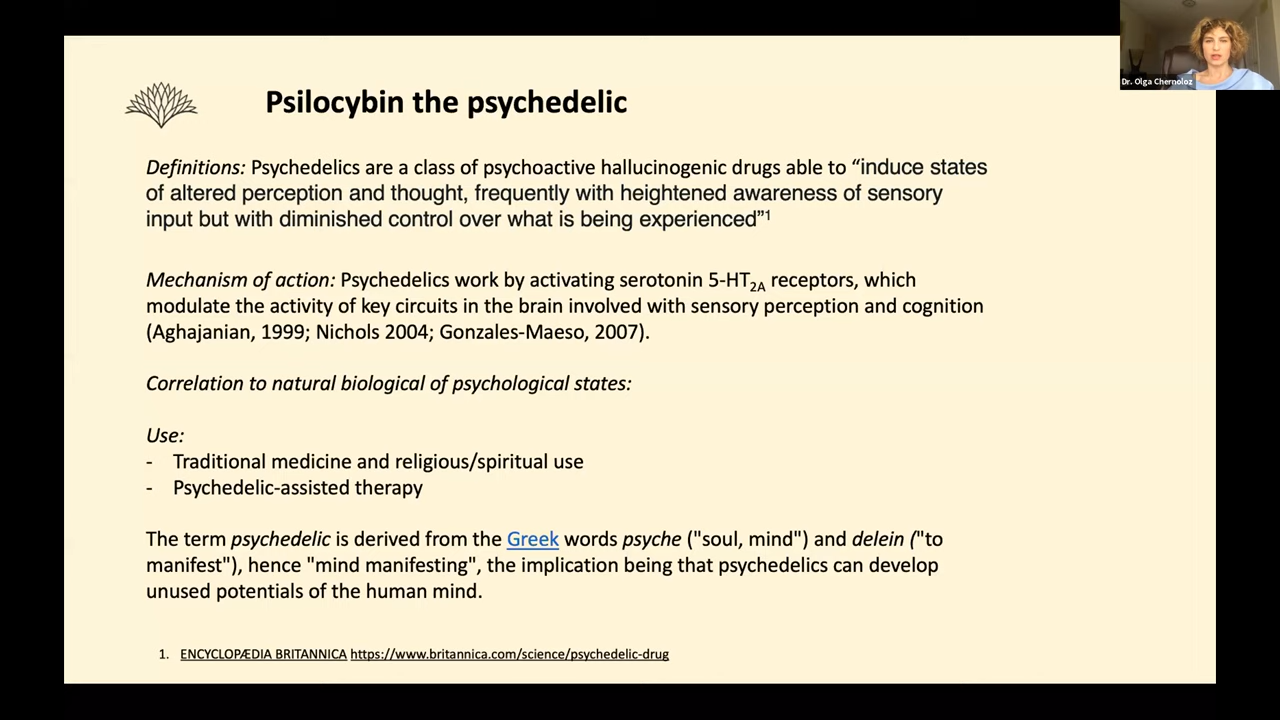 Dr. Olga Chernoloz
Psilocybin the psychedelic
Definitions: Psychedelics are a class of psychoactive hallucinogenic drugs able to “induce states
of altered perception and thought, frequently with heightened awareness of sensory
input but with diminished control over what is being experienced”¹
Mechanism of action: Psychedelics work by activating serotonin 5-HT₂A receptors, which
modulate the activity of key circuits in the brain involved with sensory perception and cognition
(Aghajanian, 1999; Nichols 2004; Gonzales-Maeso, 2007).
Correlation to natural biological of psychological states:
Use:
- Traditional medicine and religious/spiritual use
- Psychedelic-assisted therapy
The term psychedelic is derived from the Greek words psyche ("soul, mind") and delein ("to
manifest"), hence "mind manifesting", the implication being that psychedelics can develop
unused potentials of the human mind.
1. ENCYCLOPÆDIA BRITANNICA https://www.britannica.com/science/psychedelic-drug